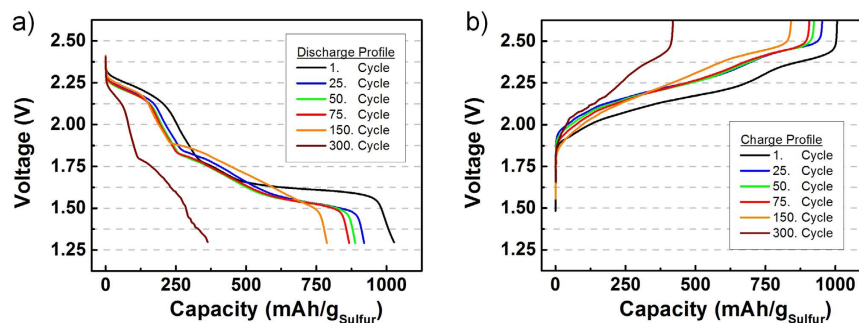 a)
Voltage (V)
2.50
2.25
2.00
1.75
1.50
1.25
Discharge Profile
1. Cycle
25. Cycle
50. Cycle
75. Cycle
150. Cycle
300. Cycle
0 250 500 750 1000
Capacity (mAh/gSulfur)
b)
Voltage (V)
2.50
2.25
2.00
1.75
1.50
1.25
Charge Profile
1. Cycle
25. Cycle
50. Cycle
75. Cycle
150. Cycle
300. Cycle
0 250 500 750 1000
Capacity (mAh/gSulfur)